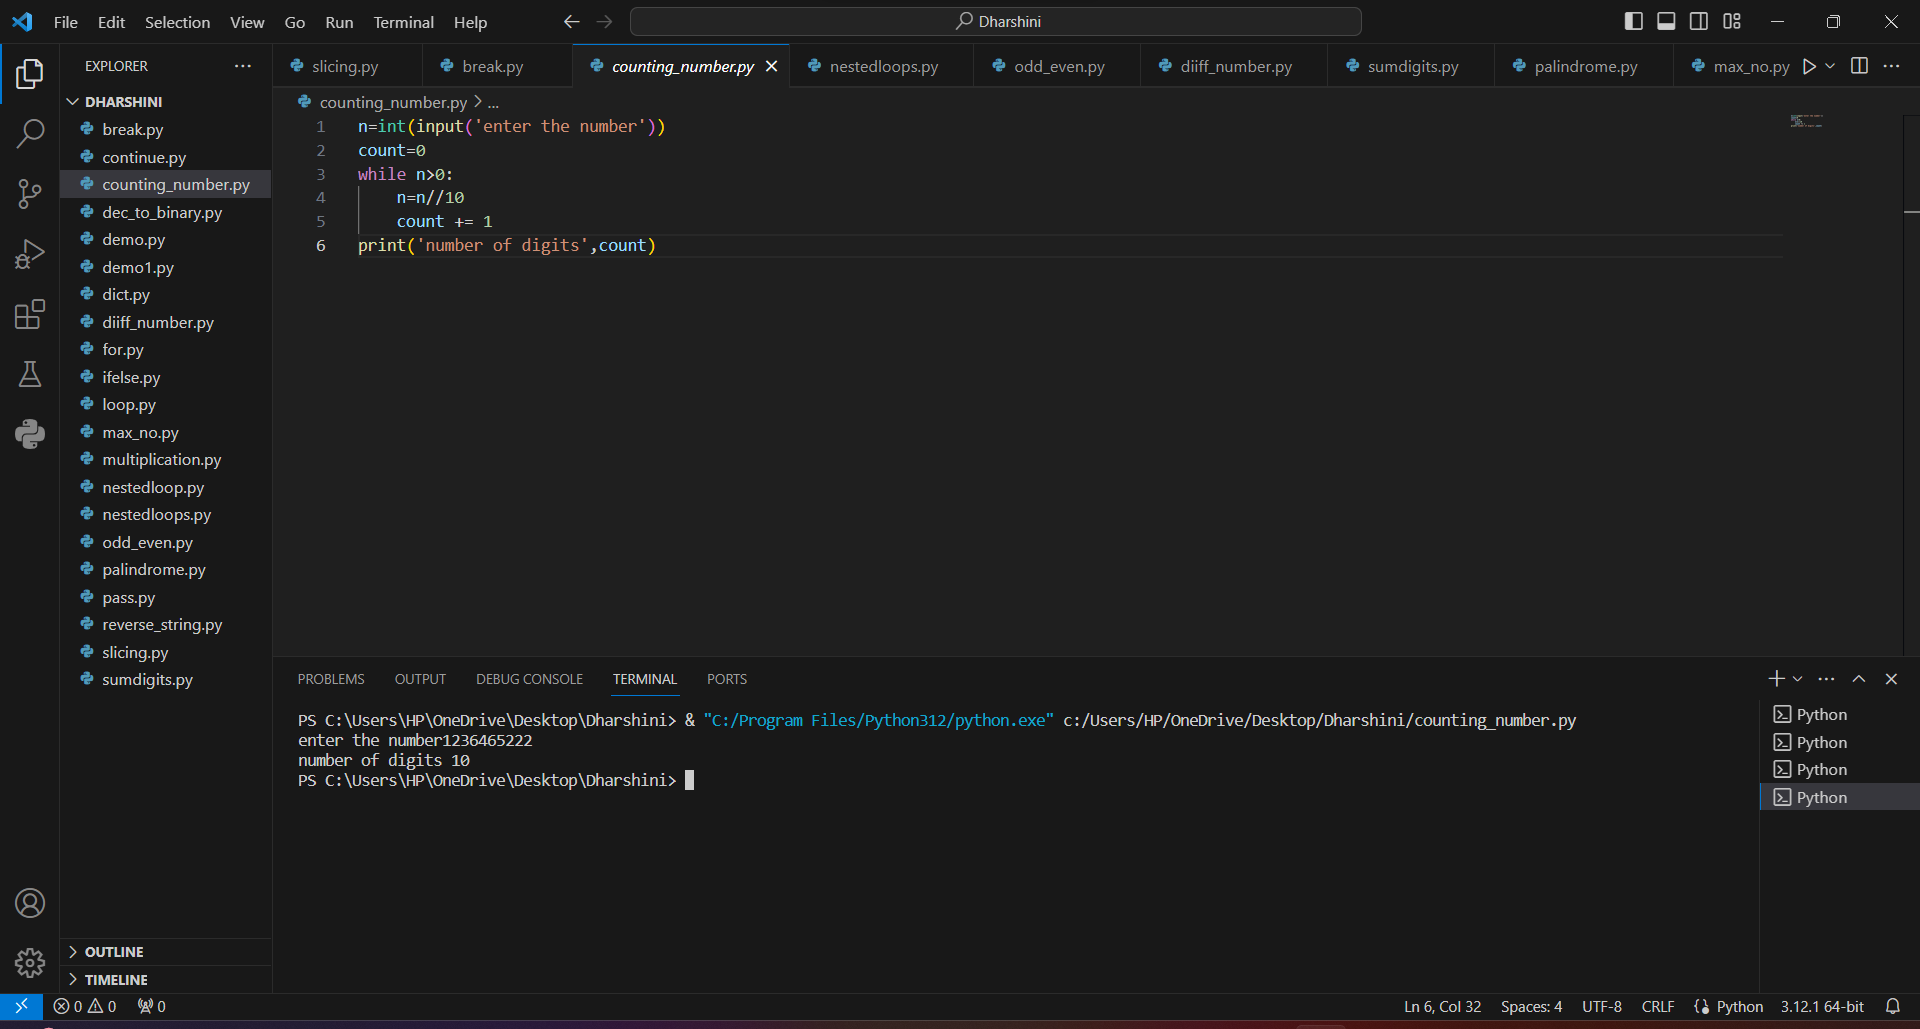 File Edit Selection View Go Run Terminal Help
Dharshini
EXPLORER
DHARSHINI
break.py
continue.py
counting_number.py
dec_to_binary.py
demo.py
demo1.py
dict.py
diiff_number.py
for.py
ifelse.py
loop.py
max_no.py
multiplication.py
nestedloop.py
nestedloops.py
odd_even.py
palindrome.py
pass.py
reverse_string.py
slicing.py
sumdigits.py
OUTLINE
TIMELINE
slicing.py break.py counting_number.py nestedloops.py odd_even.py diiff_number.py sumdigits.py palindrome.py max_no.py
counting_number.py > ...
1 n=int(input('enter the number'))
2 count=0
3 while n>0:
4     n=n//10
5     count += 1
6 print('number of digits',count)
PROBLEMS OUTPUT DEBUG CONSOLE TERMINAL PORTS
PS C:\Users\HP\OneDrive\Desktop\Dharshini> & "C:/Program Files/Python312/python.exe" c:/Users/HP/OneDrive/Desktop/Dharshini/counting_number.py
enter the number1236465222
number of digits 10
PS C:\Users\HP\OneDrive\Desktop\Dharshini>
Python
Python
Python
Python
0 0 0 Ln 6, Col 32 Spaces: 4 UTF-8 CRLF Python 3.12.1 64-bit